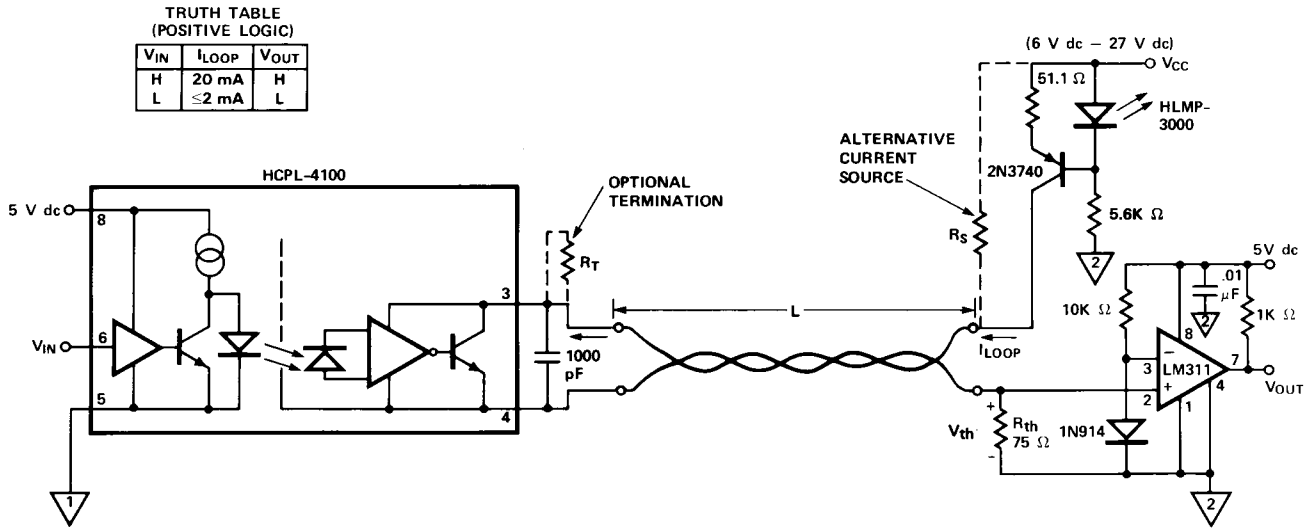 TRUTH TABLE
(POSITIVE LOGIC)
VIN ILOOP VOUT
H 20 mA H
L ≤2 mA L
(6 V dc – 27 V dc)
VCC
51.1 Ω
HLMP-
3000
ALTERNATIVE
CURRENT
SOURCE
2N3740
HCPL-4100
OPTIONAL
TERMINATION
5 V dc
8
RS
5.6K Ω
2
RT
5V dc
.01
μF
3
L
10K Ω
2
1K Ω
8
VIN
6
1000
pF
ILOOP
–
3
LM311
7
+
2
4
VOUT
1
5
4
Vth
+
Rth
75 Ω
–
1N914
1
2